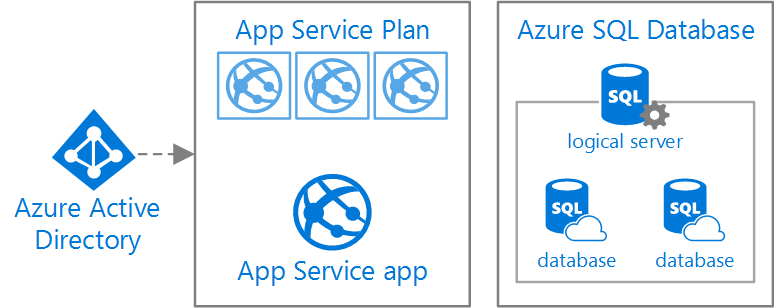 App Service Plan
Azure Active
Directory
App Service app
Azure SQL Database
SQL
logical server
SQL
SQL
database
database